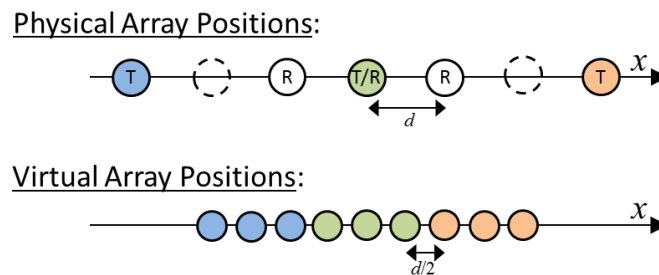 Physical Array Positions:
x
T R T/R R T
d
Virtual Array Positions:
x
d/2